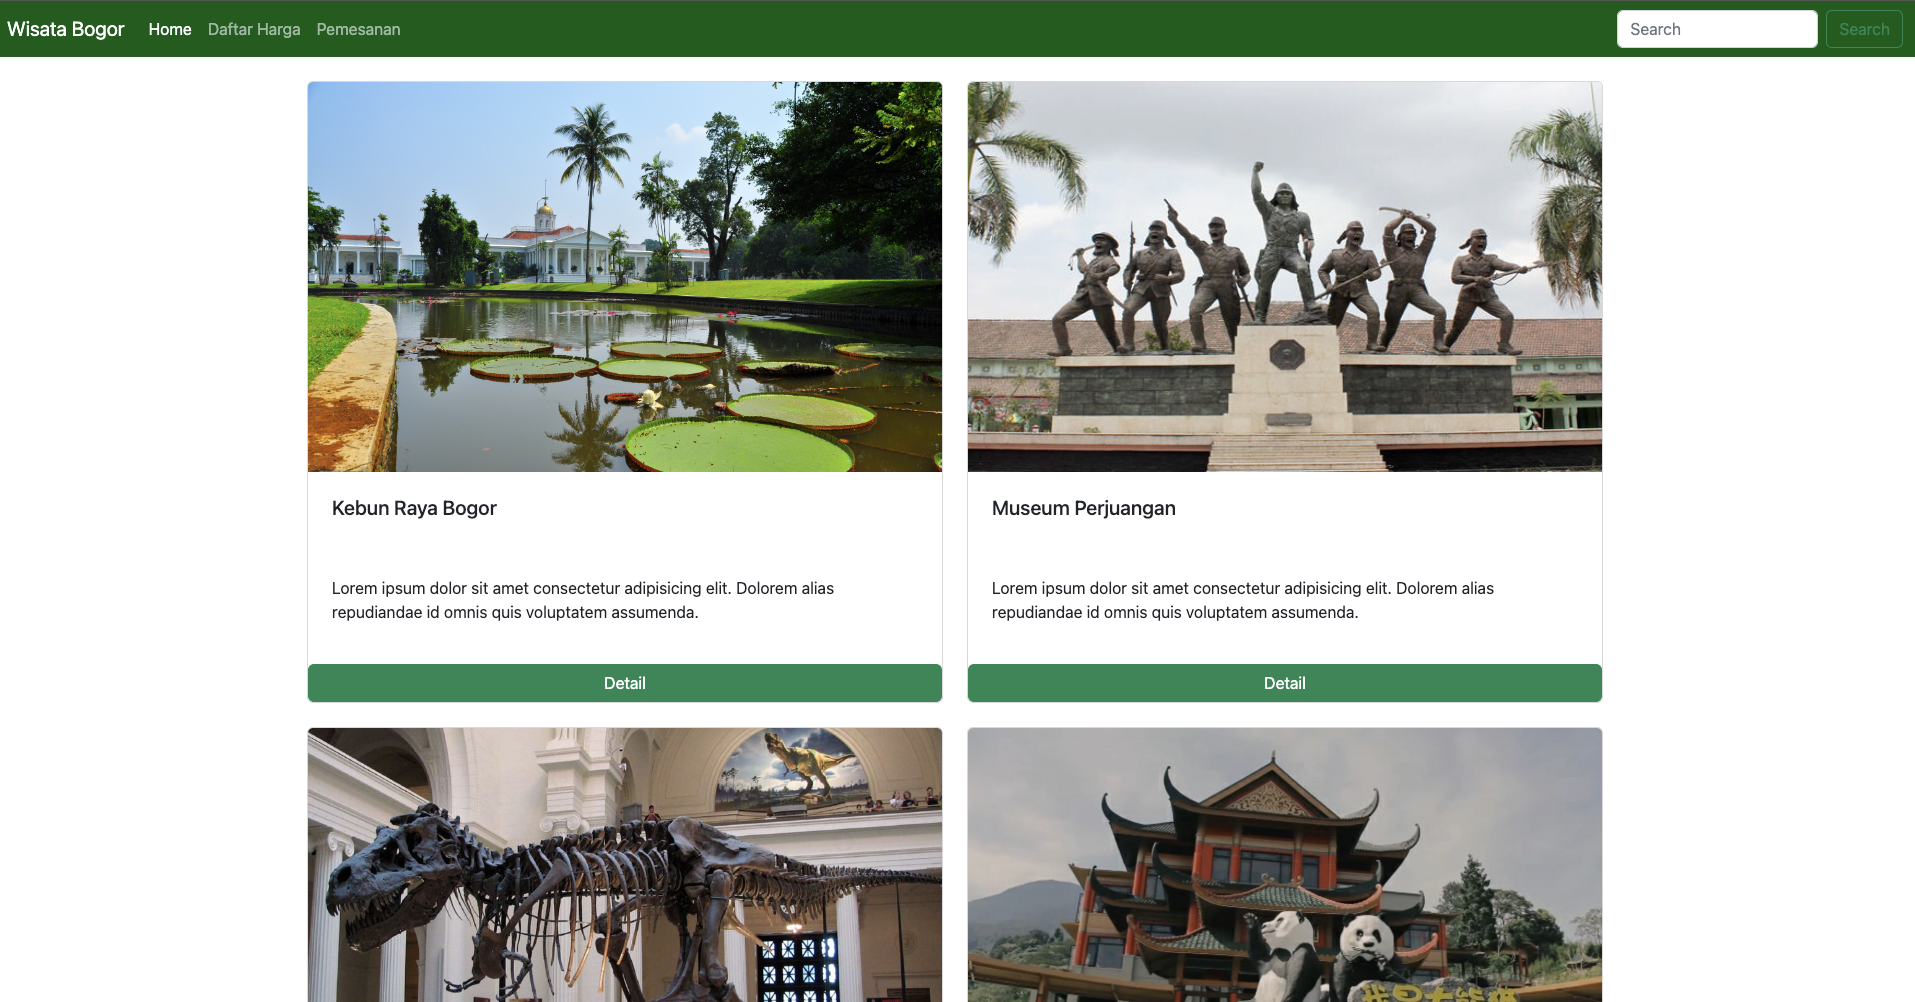 Wisata Bogor Home Daftar Harga Pemesanan Search Search
Kebun Raya Bogor
Lorem ipsum dolor sit amet consectetur adipisicing elit. Dolorem alias
repudiandae id omnis quis voluptatem assumenda.
Detail
Museum Perjuangan
Lorem ipsum dolor sit amet consectetur adipisicing elit. Dolorem alias
repudiandae id omnis quis voluptatem assumenda.
Detail